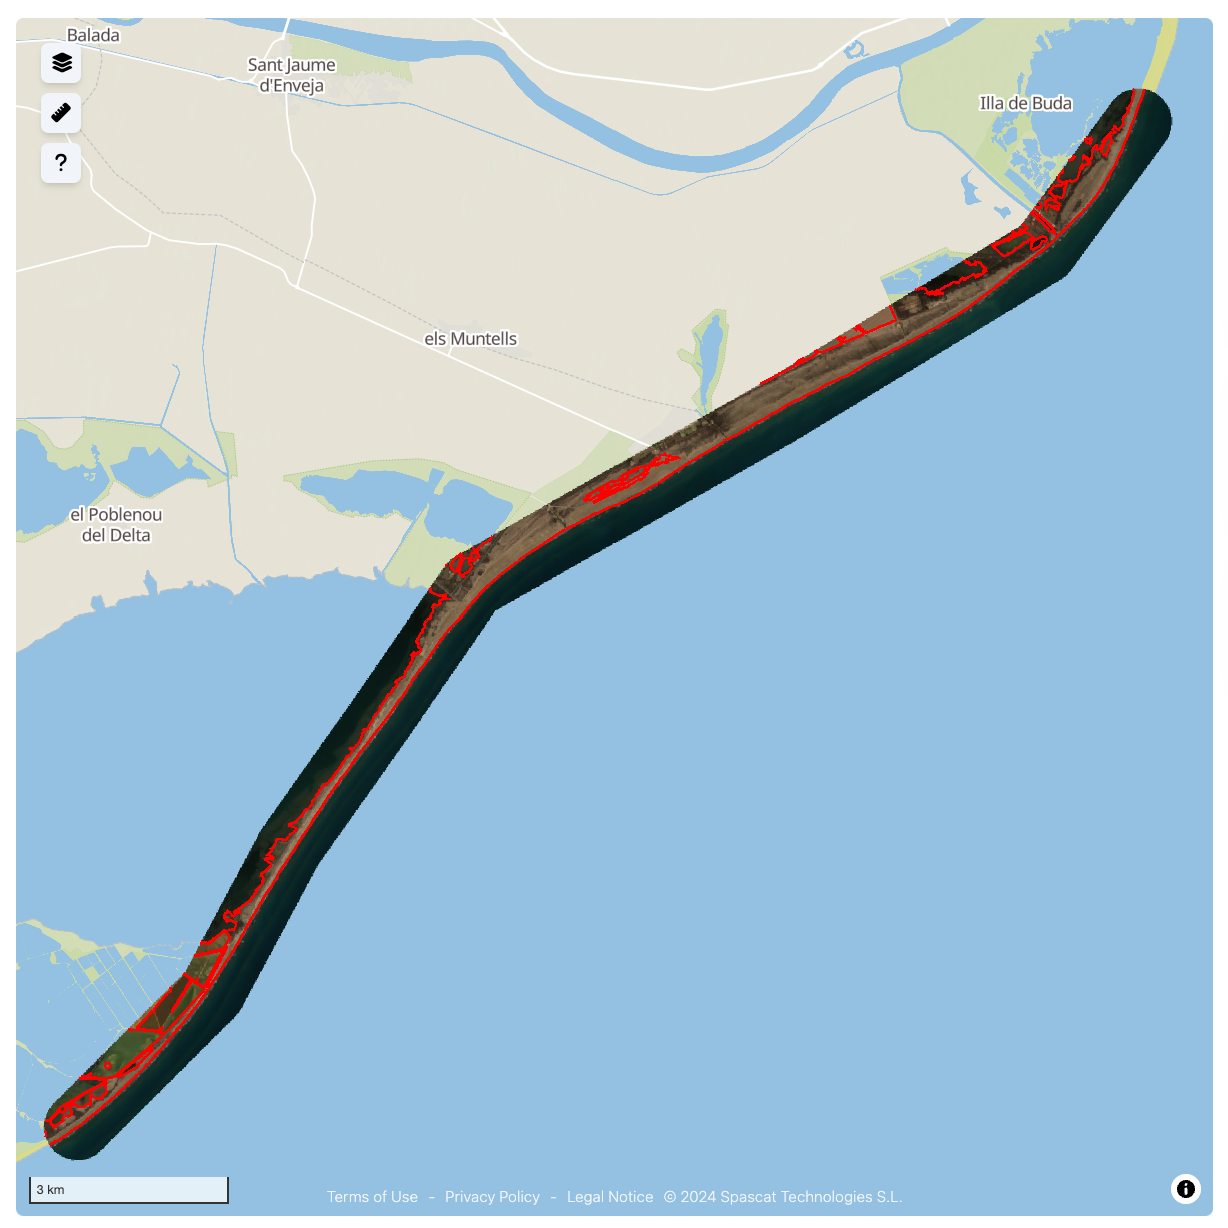 Balada
Sant Jaume
d'Enveja
Illa de Buda
?
els Muntells
el Poblenou
del Delta
3 km
Terms of Use - Privacy Policy - Legal Notice © 2024 Spascat Technologies S.L.